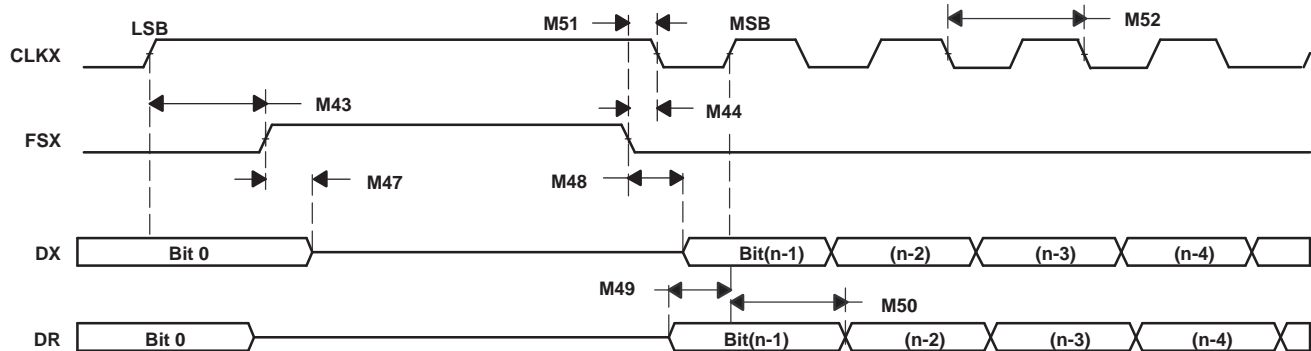 LSB M51 MSB M52
CLKX
M43 M44
FSX
M47 M48
DX Bit 0 Bit(n-1) (n-2) (n-3) (n-4)
M49 M50
DR Bit 0 Bit(n-1) (n-2) (n-3) (n-4)